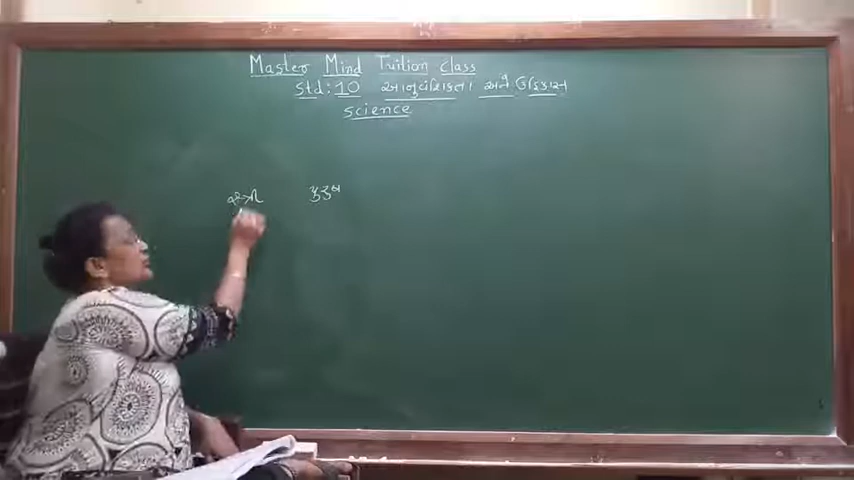 Master Mind Tuition Class
Std: 10 આનુવંશિકતા અને ઉદ્વિકાસ
Science
સ્ત્રી પુરુષ